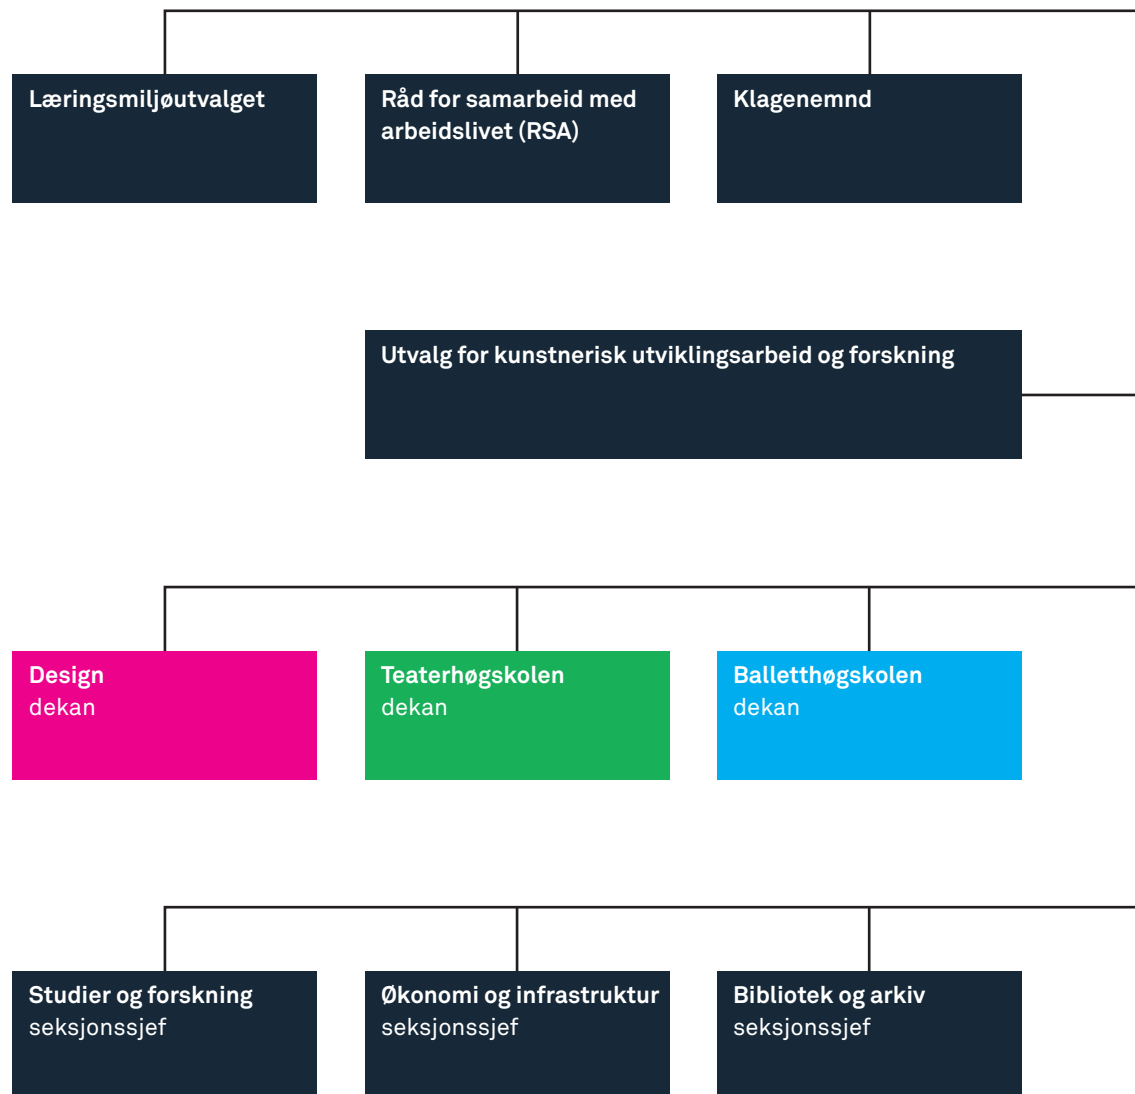 Læringsmiljøutvalget
Råd for samarbeid med
arbeidslivet (RSA)
Klagenemnd
Utvalg for kunstnerisk utviklingsarbeid og forskning
Design
dekan
Teaterhøgskolen
dekan
Balletthøgskolen
dekan
Studier og forskning
seksjonssjef
Økonomi og infrastruktur
seksjonssjef
Bibliotek og arkiv
seksjonssjef